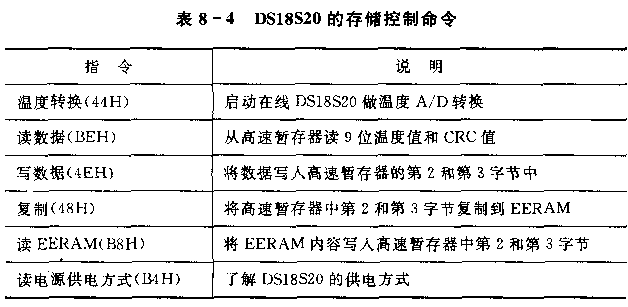 表 8-4 DS18S20 的存储控制命令
指 令 说 明
温度转换(44H) 启动在线 DS18S20 做温度 A/D 转换
读数据(BEH) 从高速暂存器读 9 位温度值和 CRC 值
写数据(4EH) 将数据写入高速暂存器的第 2 和第 3 字节中
复制(48H) 将高速暂存器中第 2 和第 3 字节复制到 EERAM
读 EERAM(B8H) 将 EERAM 内容写入高速暂存器中第 2 和第 3 字节
读电源供电方式(B4H) 了解 DS18S20 的供电方式